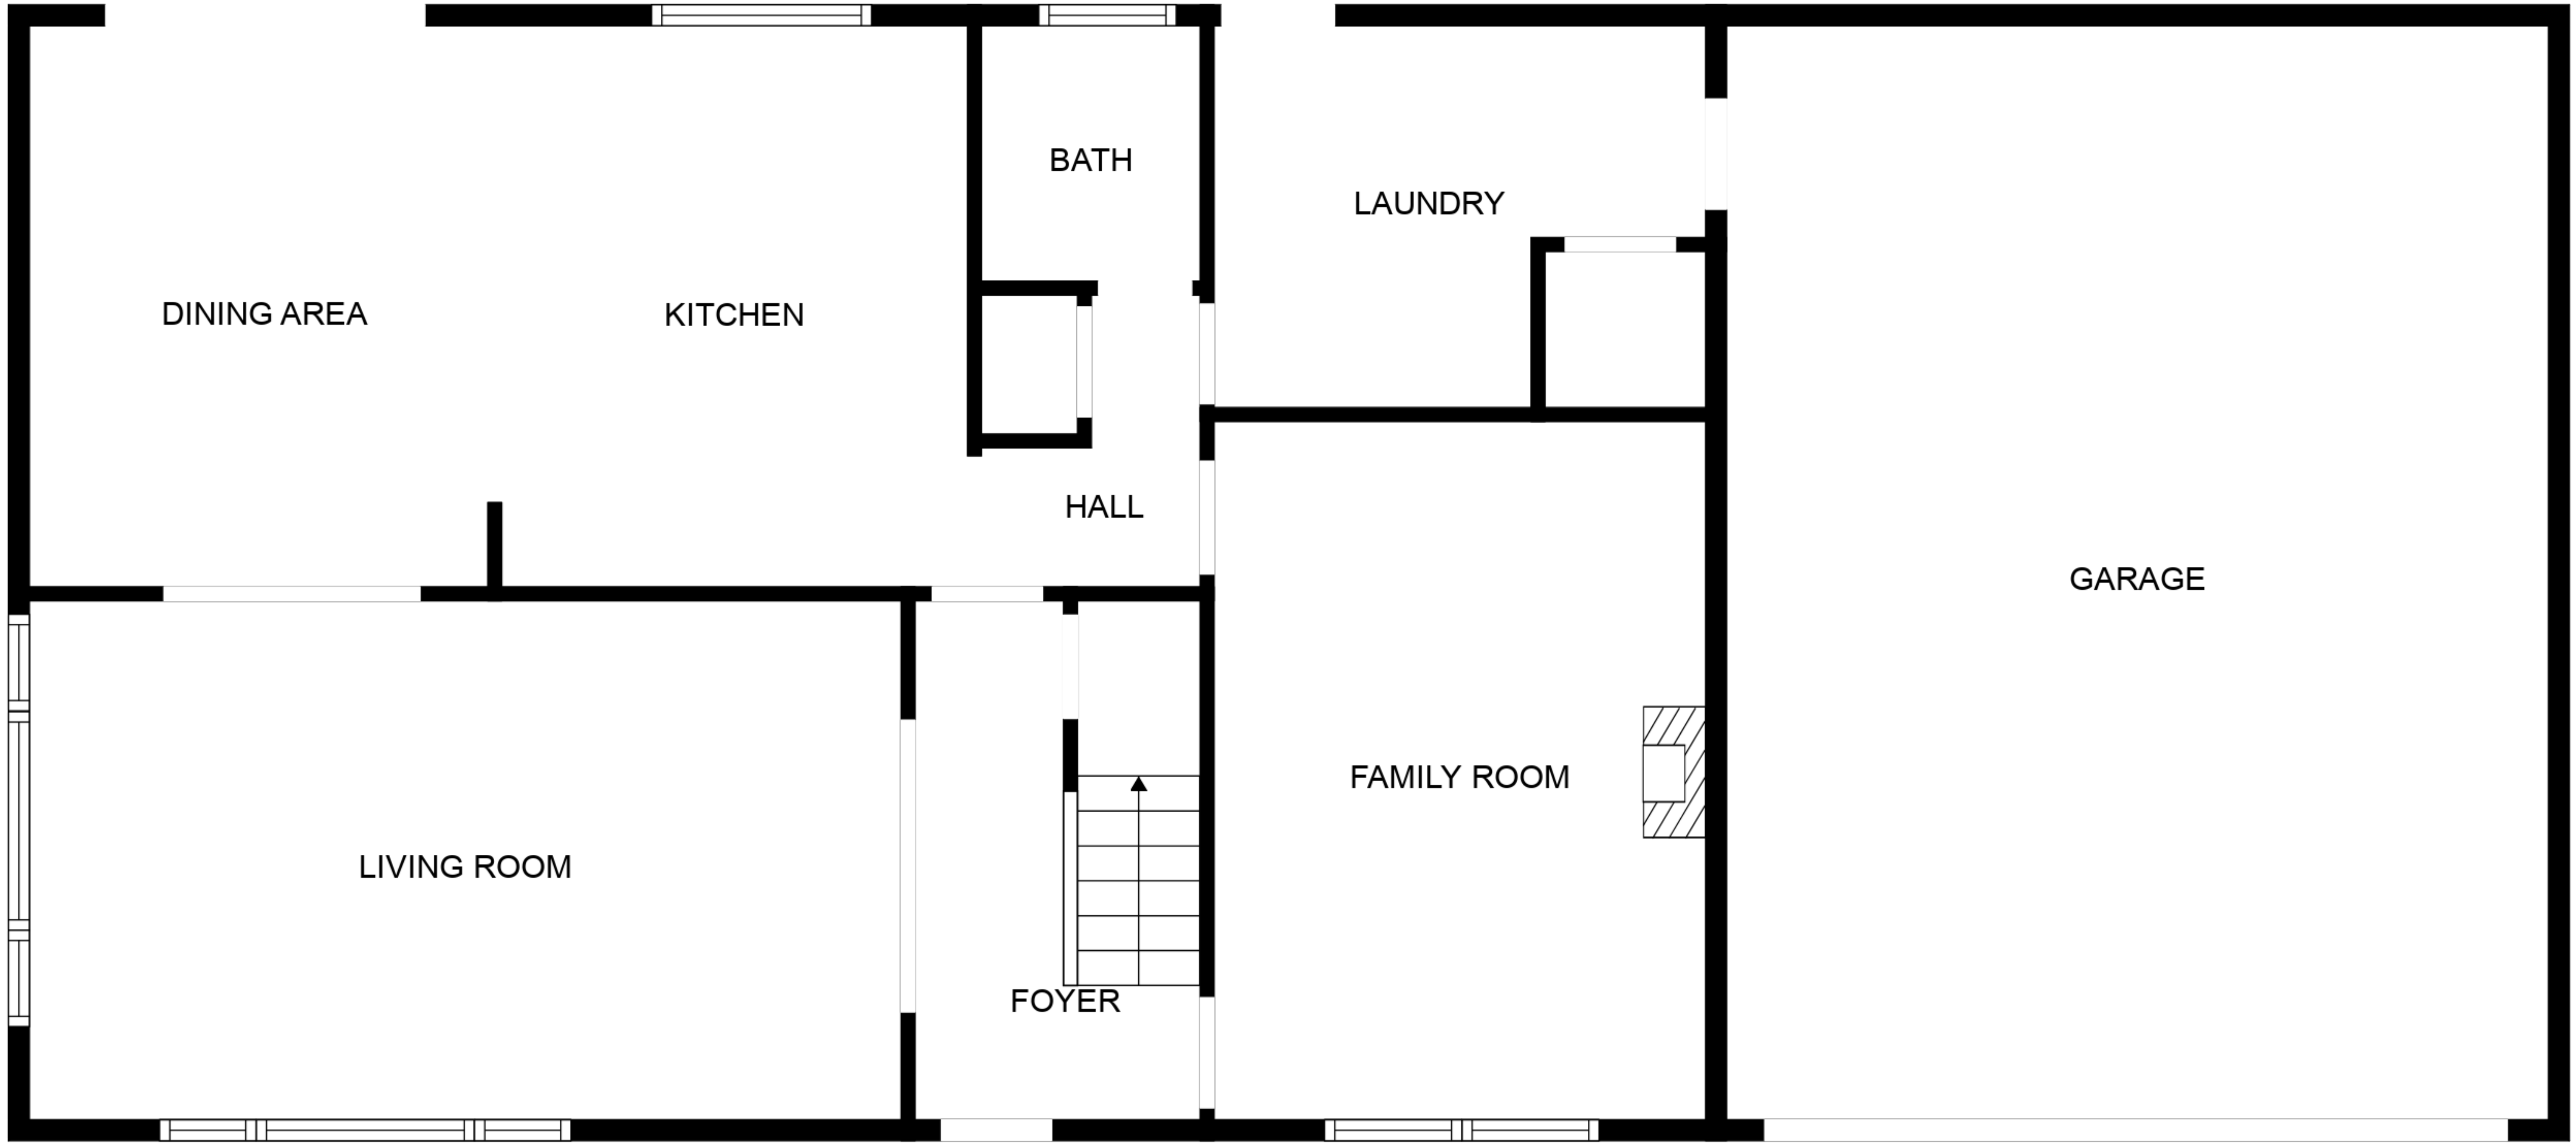 BATH
LAUNDRY
DINING AREA
KITCHEN
HALL
GARAGE
FAMILY ROOM
LIVING ROOM
FOYER